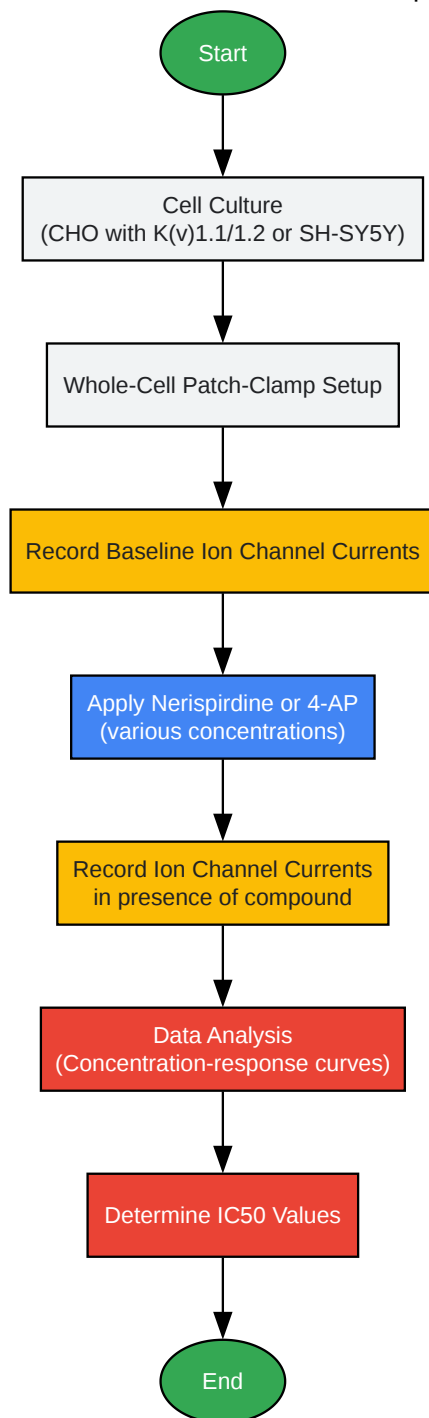 Start
Cell Culture
(CHO with K(v)1.1/1.2 or SH-SY5Y)
Whole-Cell Patch-Clamp Setup
Record Baseline Ion Channel Currents
Apply Nerispirdine or 4-AP
(various concentrations)
Record Ion Channel Currents
in presence of compound
Data Analysis
(Concentration-response curves)
Determine IC50 Values
End